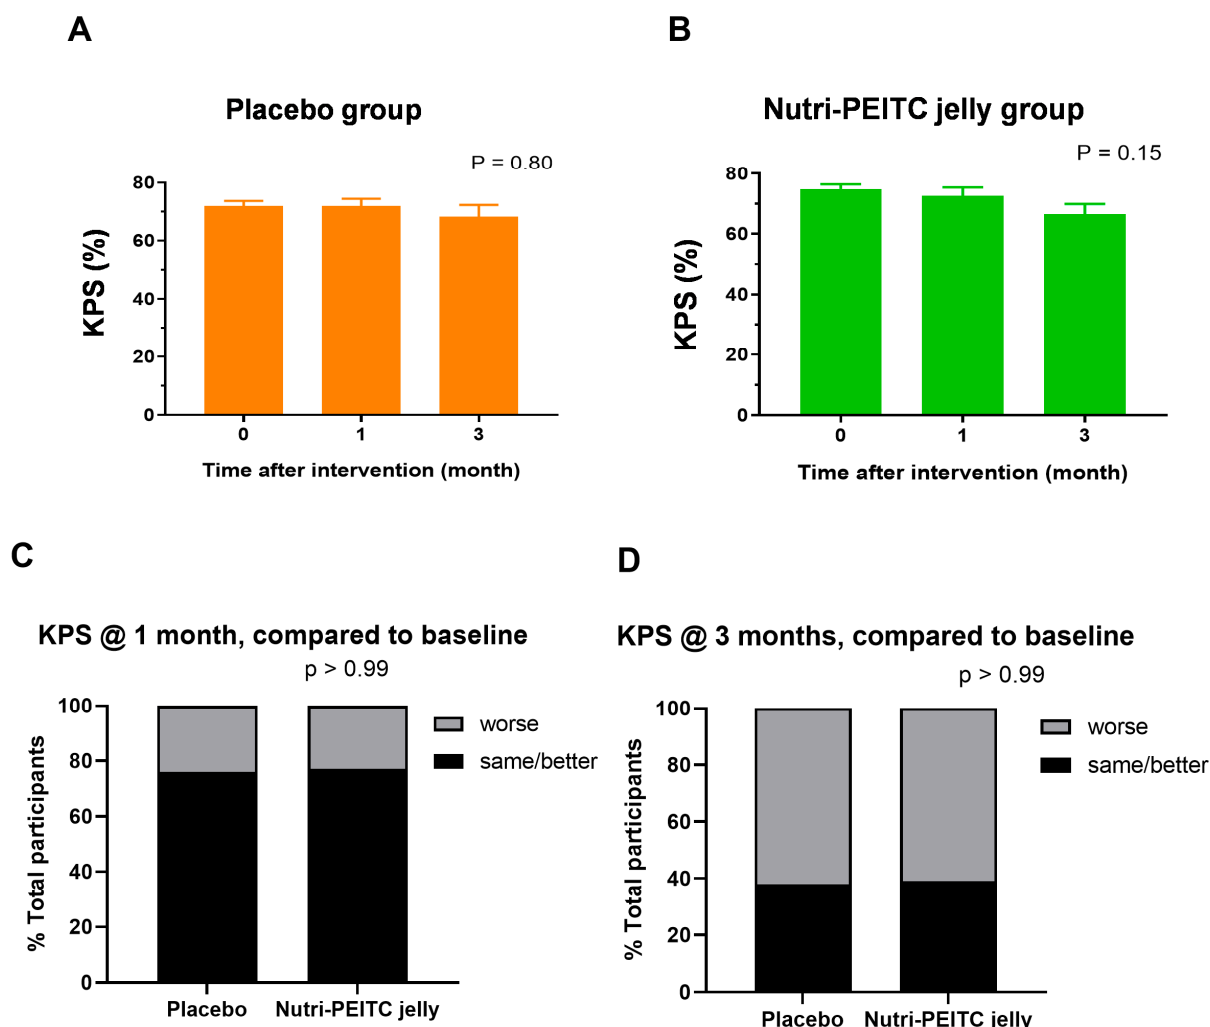 A
Placebo group
P = 0.80
KPS (%)
80
60
40
20
0
0 1 3
Time after intervention (month)
B
Nutri-PEITC jelly group
P = 0.15
KPS (%)
80
60
40
20
0
0 1 3
Time after intervention (month)
C
KPS @ 1 month, compared to baseline
p > 0.99
% Total participants
100
80
60
40
20
0
worse
same/better
Placebo Nutri-PEITC jelly
D
KPS @ 3 months, compared to baseline
p > 0.99
% Total participants
100
80
60
40
20
0
worse
same/better
Placebo Nutri-PEITC jelly